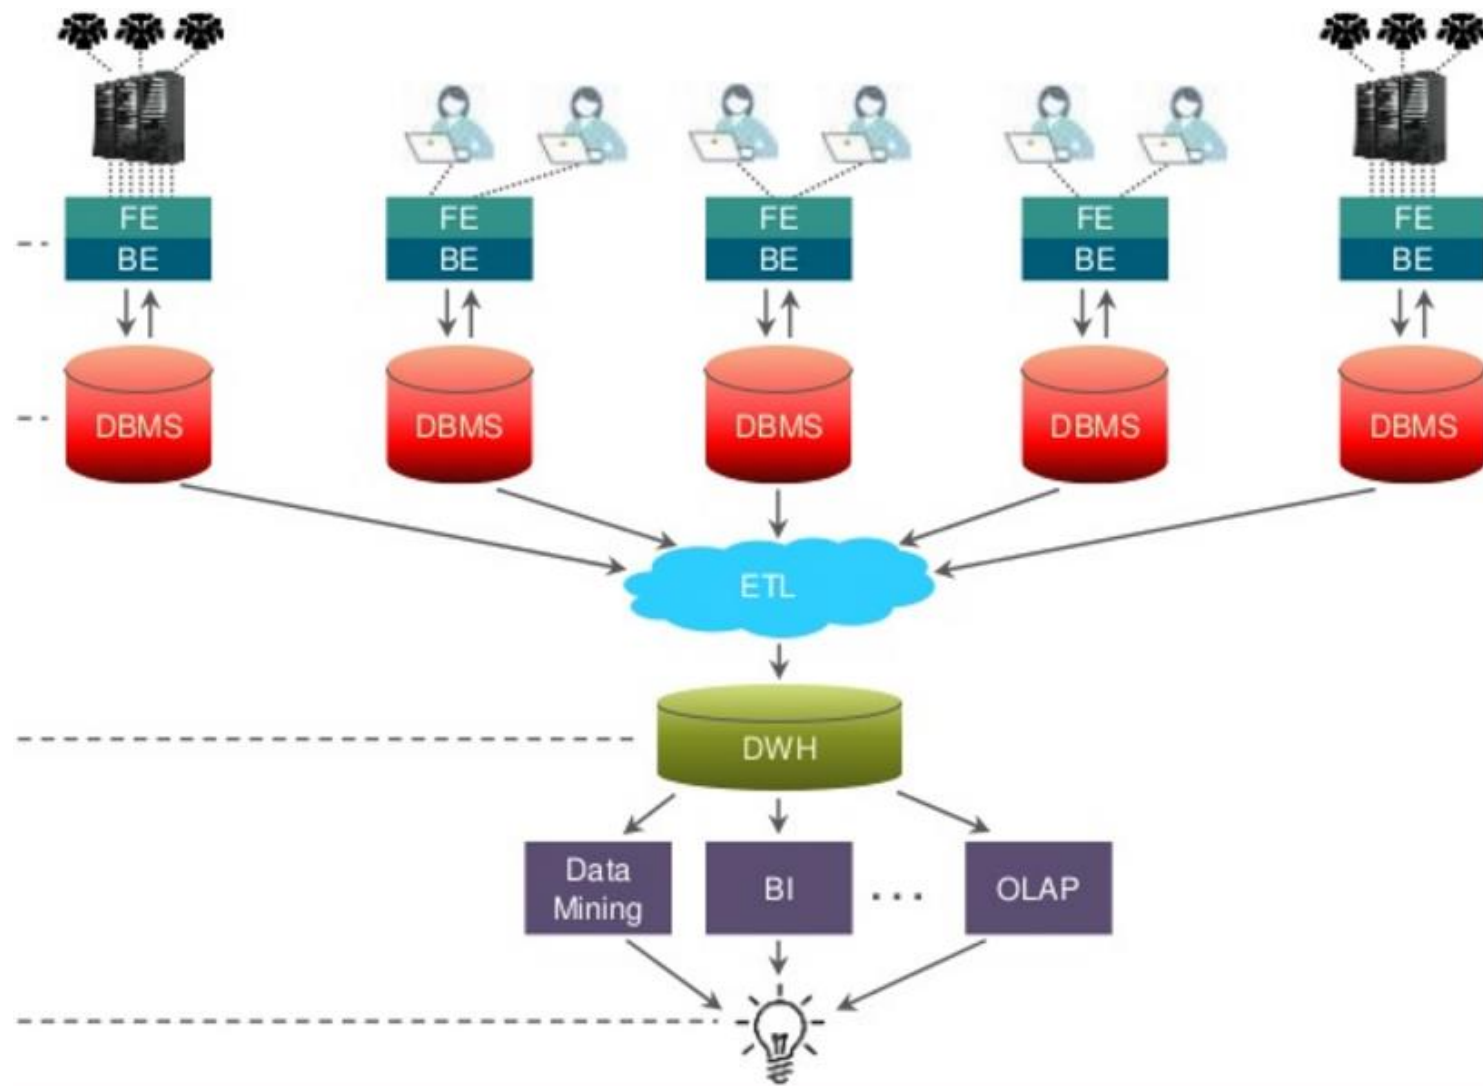 FE
FE
FE
FE
FE
BE
BE
BE
BE
BE
DBMS
DBMS
DBMS
DBMS
DBMS
ETL
DWH
Data
Mining
BI
...
OLAP